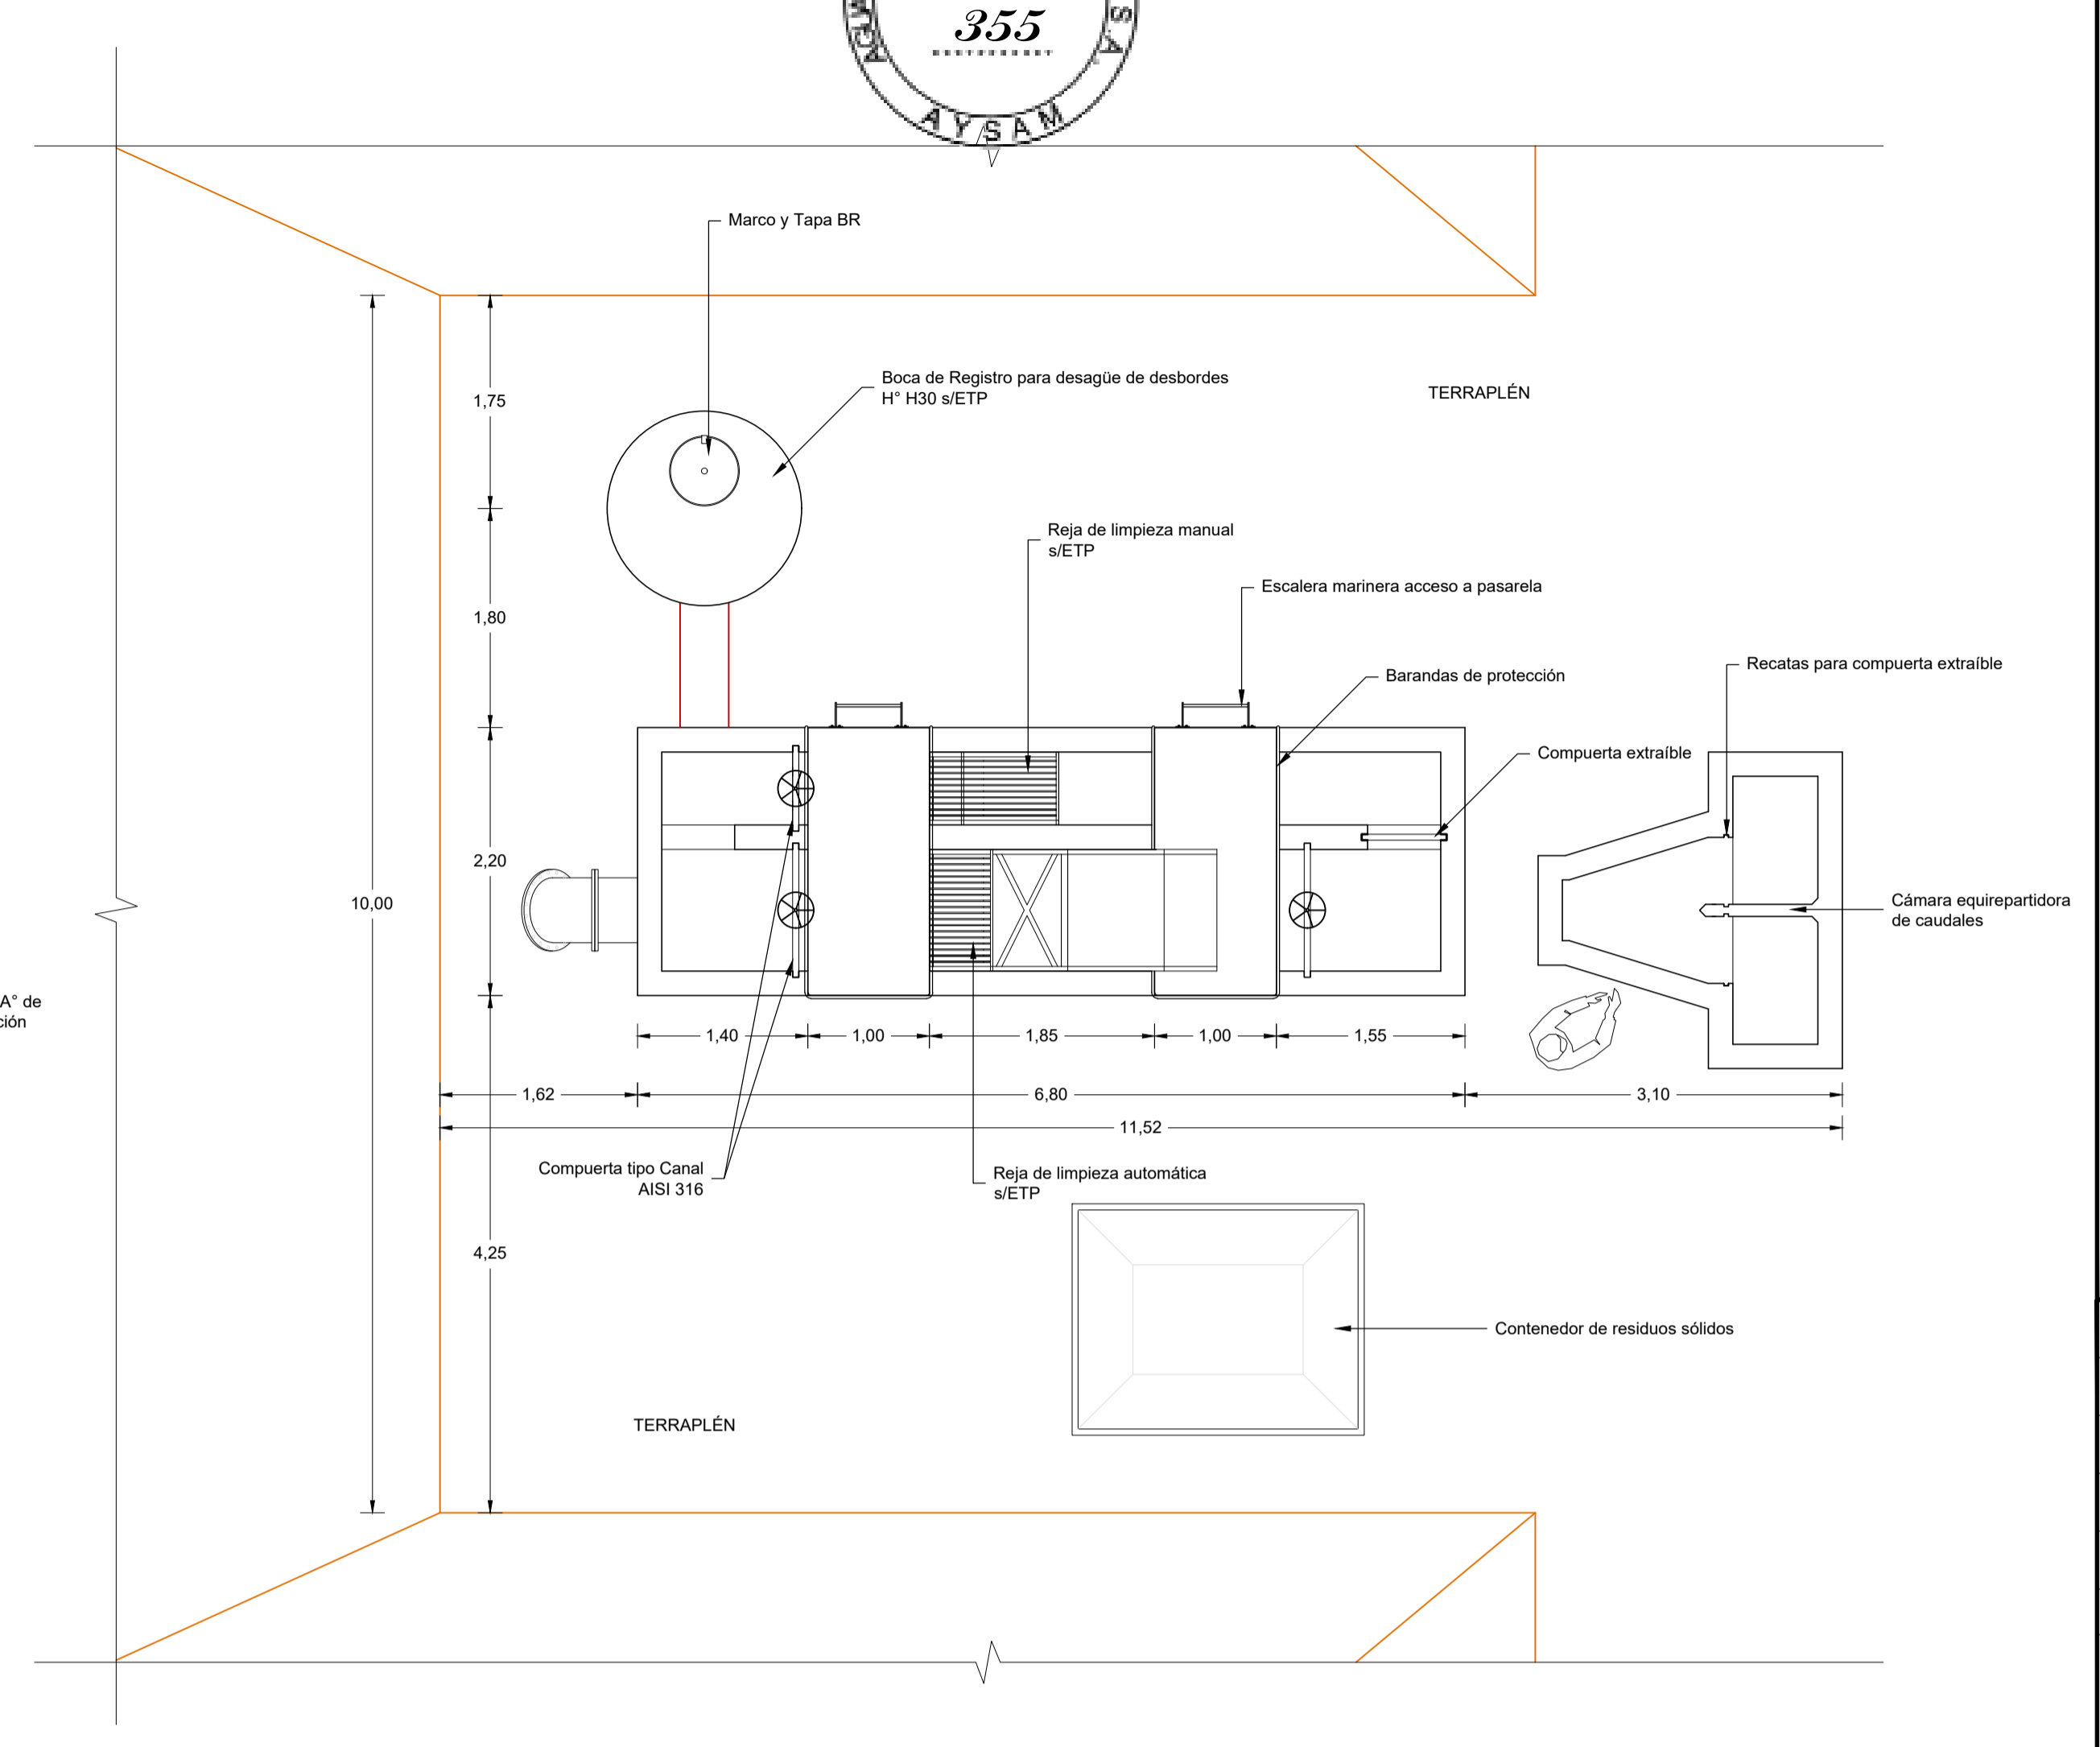 355
AYSAM
S.A.
Marco y Tapa BR
Boca de Registro para desagüe de desbordes
H° H30 s/ETP
TERRAPLÉN
1,75
Reja de limpieza manual
s/ETP
Escalera marinera acceso a pasarela
1,80
Recatas para compuerta extraíble
Barandas de protección
Compuerta extraíble
2,20
10,00
Cámara equirepartidora
de caudales
A° de
ción
1,40
1,00
1,85
1,00
1,55
1,62
6,80
3,10
11,52
Compuerta tipo Canal
AISI 316
Reja de limpieza automática
s/ETP
4,25
Contenedor de residuos sólidos
TERRAPLÉN